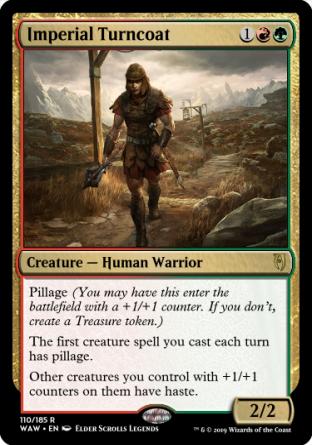 Imperial Turncoat 1
Creature — Human Warrior
Pillage (You may have this enter the
battlefield with a +1/+1 counter. If you don't,
create a Treasure token.)
The first creature spell you cast each turn
has pillage.
Other creatures you control with +1/+1
counters on them have haste.
2/2
110/185 R
WAW • EN Elder Scrolls Legends
™ & © 2019 Wizards of the Coast